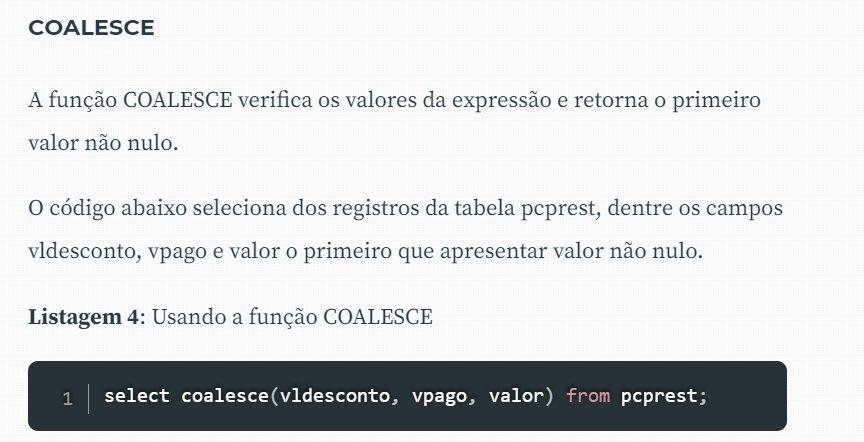 COALESCE
A função COALESCE verifica os valores da expressão e retorna o primeiro
valor não nulo.
O código abaixo seleciona dos registros da tabela pcprest, dentre os campos
vldesconto, vpago e valor o primeiro que apresentar valor não nulo.
Listagem 4: Usando a função COALESCE
1 select coalesce(vldesconto, vpago, valor) from pcprest;